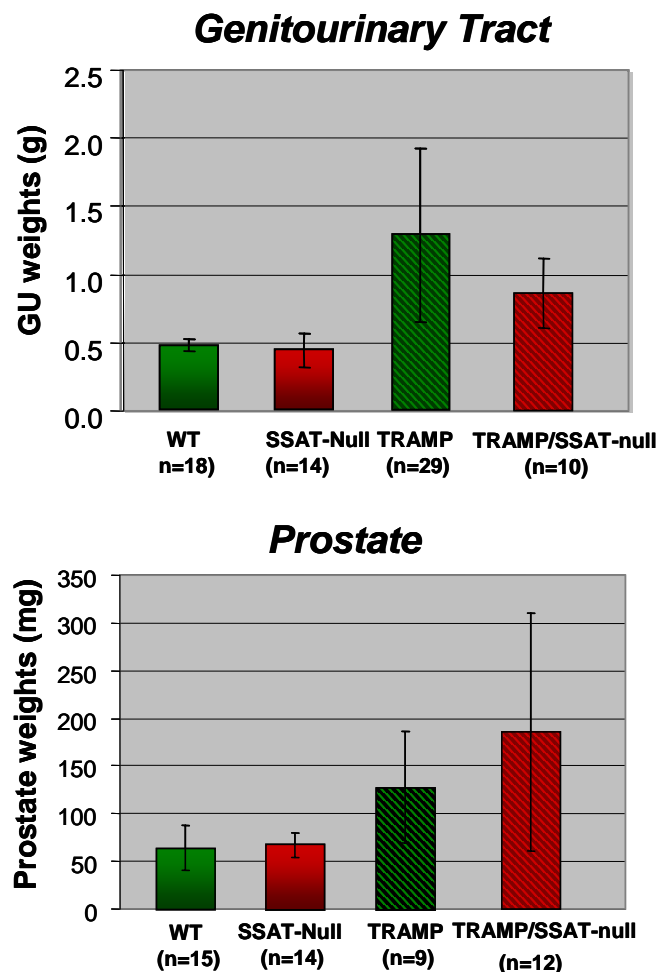 Genitourinary Tract
GU weights (g)
2.5
2.0
1.5
1.0
0.5
0.0
WT SSAT-Null TRAMP TRAMP/SSAT-null
n=18) (n=14) (n=29) (n=10)
Prostate
Prostate weights (mg)
350
300
250
200
150
100
50
0
WT SSAT-Null TRAMP TRAMP/SSAT-null
(n=15) (n=14) (n=9) (n=12)